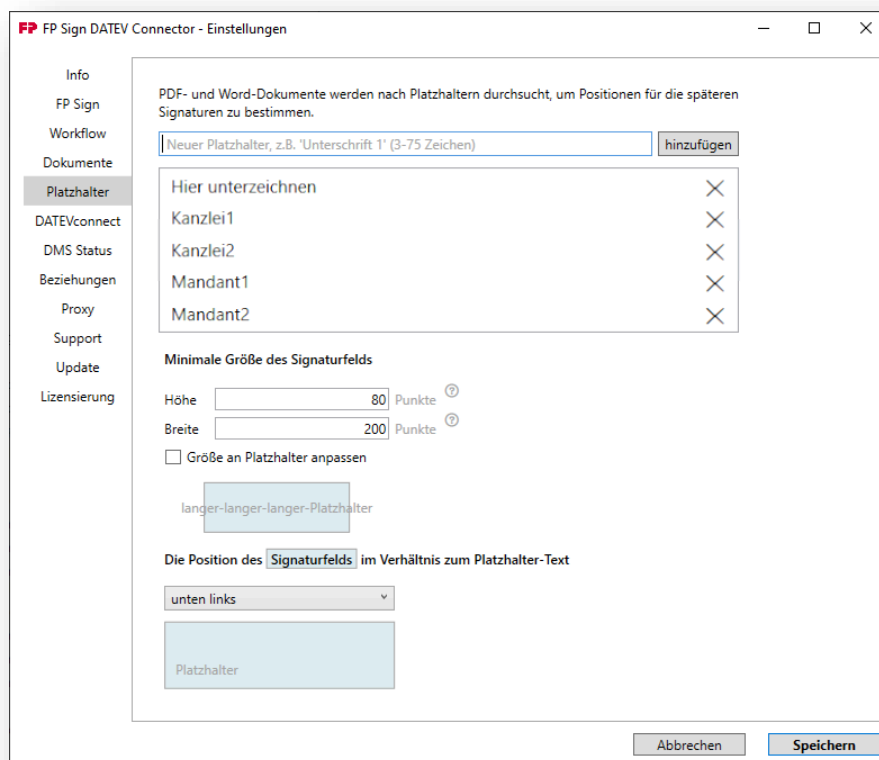 FP FP Sign DATEV Connector - Einstellungen
Info
FP Sign
Workflow
Dokumente
Platzhalter
DATEVconnect
DMS Status
Beziehungen
Proxy
Support
Update
Lizensierung
PDF- und Word-Dokumente werden nach Platzhaltern durchsucht, um Positionen für die späteren
Signaturen zu bestimmen.
Neuer Platzhalter, z.B. 'Unterschrift 1' (3-75 Zeichen) hinzufügen
Hier unterzeichnen
Kanzlei1
Kanzlei2
Mandant1
Mandant2
Minimale Größe des Signaturfelds
Höhe 80 Punkte ?
Breite 200 Punkte ?
Größe an Platzhalter anpassen
langer-langer-langer-Platzhalter
Die Position des Signaturfelds im Verhältnis zum Platzhalter-Text
unten links
Platzhalter
Abbrechen Speichern